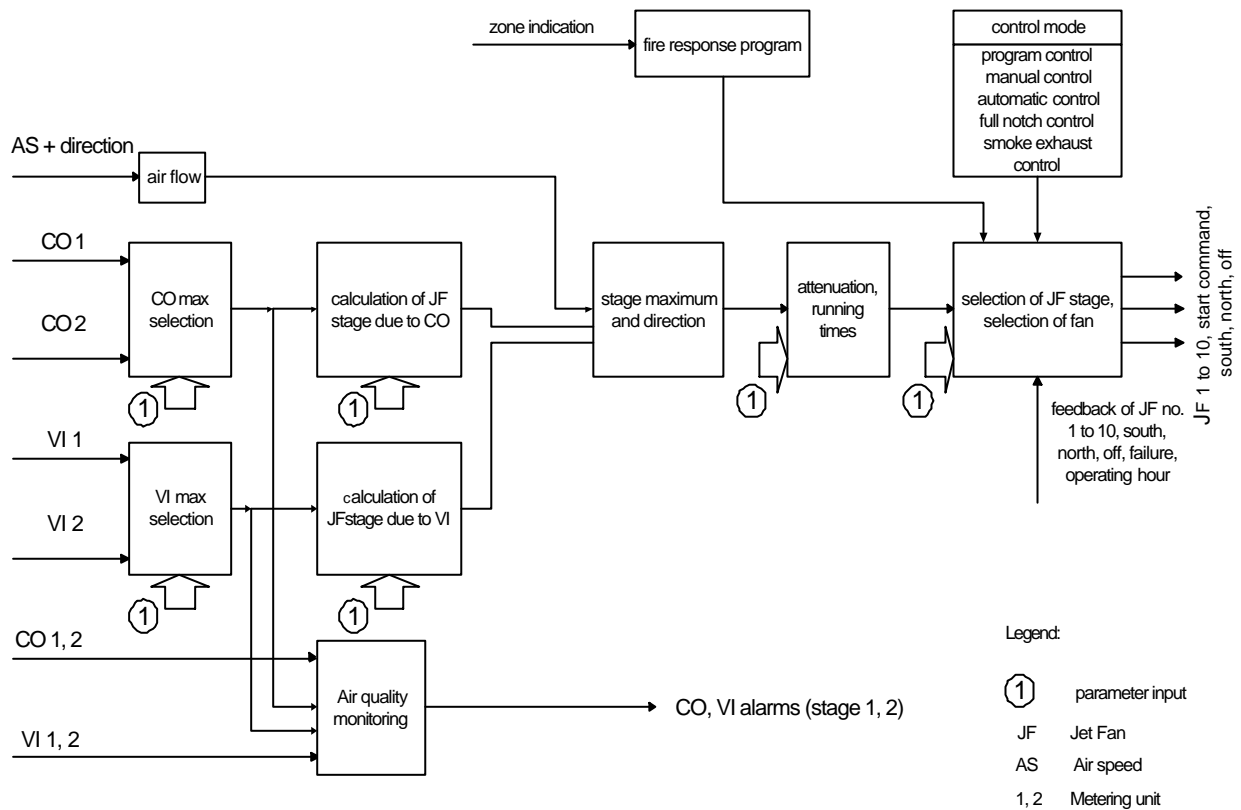 zone indication
fire response program
control mode
program control
manual control
automatic control
full notch control
smoke exhaust
control
AS + direction
air flow
CO 1
CO 2
CO max
selection
calculation of JF
stage due to CO
stage maximum
and direction
attenuation,
running
times
selection of JF stage,
selection of fan
JF 1 to 10, start command,
south, north, off
1
1
1
1
feedback of JF no.
1 to 10, south,
north, off, failure,
operating hour
VI 1
VI 2
VI max
selection
calculation of
JFstage due to VI
1
1
CO 1, 2
VI 1, 2
Air quality
monitoring
CO, VI alarms (stage 1, 2)
Legend:
1 parameter input
JF Jet Fan
AS Air speed
1, 2 Metering unit